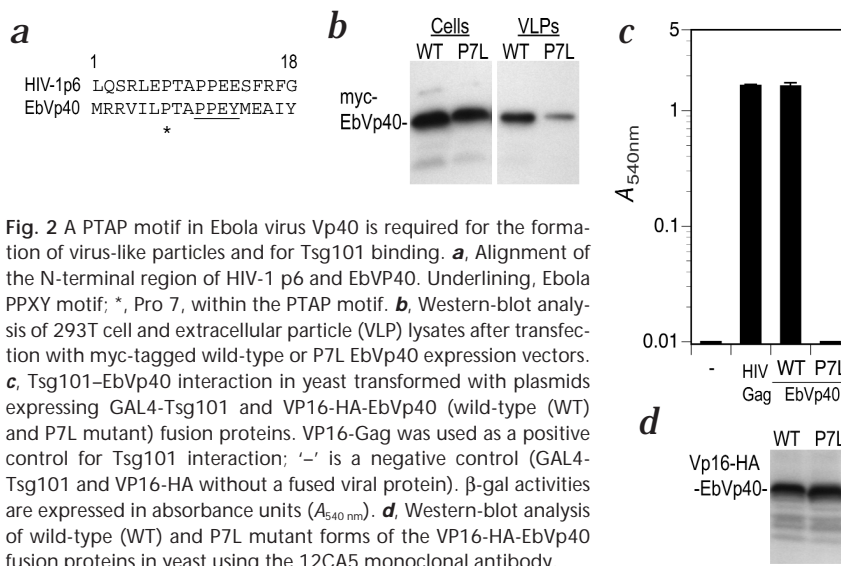 a
1 18
HIV-1p6 LQSRLEPTAPPEESFRFG
EbVp40 MRRVILPTAPPEYMEAIY
*
b
Cells VLPs
WT P7L WT P7L
myc-
EbVp40-
c
5
1
0.1
0.01
A540nm
- HIV WT P7L
Gag EbVp40
d
WT P7L
Vp16-HA
-EbVp40-
Fig. 2 A PTAP motif in Ebola virus Vp40 is required for the forma-
tion of virus-like particles and for Tsg101 binding. a, Alignment of
the N-terminal region of HIV-1 p6 and EbVP40. Underlining, Ebola
PPXY motif; *, Pro 7, within the PTAP motif. b, Western-blot analy-
sis of 293T cell and extracellular particle (VLP) lysates after transfec-
tion with myc-tagged wild-type or P7L EbVp40 expression vectors.
c, Tsg101–EbVp40 interaction in yeast transformed with plasmids
expressing GAL4-Tsg101 and VP16-HA-EbVp40 (wild-type (WT)
and P7L mutant) fusion proteins. VP16-Gag was used as a positive
control for Tsg101 interaction; ‘–’ is a negative control (GAL4-
Tsg101 and VP16-HA without a fused viral protein). β-gal activities
are expressed in absorbance units (A540 nm). d, Western-blot analysis
of wild-type (WT) and P7L mutant forms of the VP16-HA-EbVp40
fusion proteins in yeast using the 12CA5 monoclonal antibody